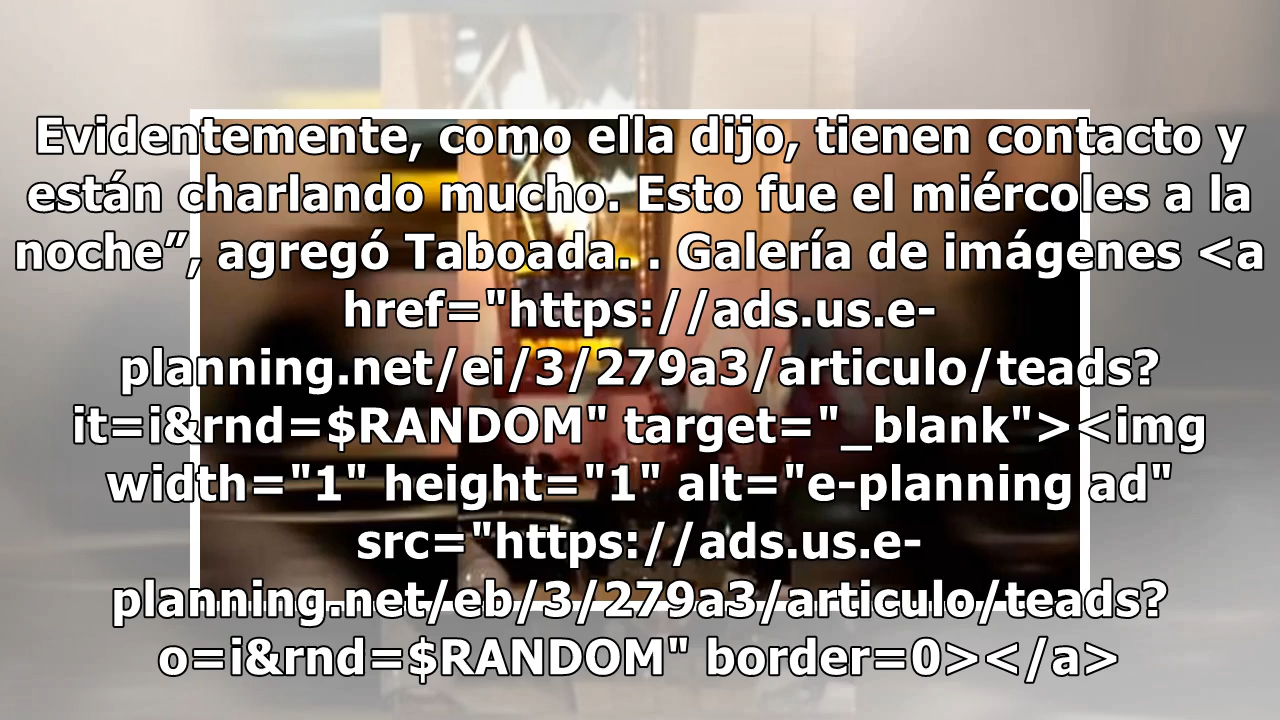 Evidentemente, como ella dijo, tienen contacto y
están charlando mucho. Esto fue el miércoles a la
noche”, agregó Taboada. . Galería de imágenes <a
href="https://ads.us.e-
planning.net/ei/3/279a3/articulo/teads?
it=i&rnd=$RANDOM" target="_blank"><img
width="1" height="1" alt="e-planning ad"
src="https://ads.us.e-
planning.net/eb/3/279a3/articulo/teads?
o=i&rnd=$RANDOM" border=0></a>